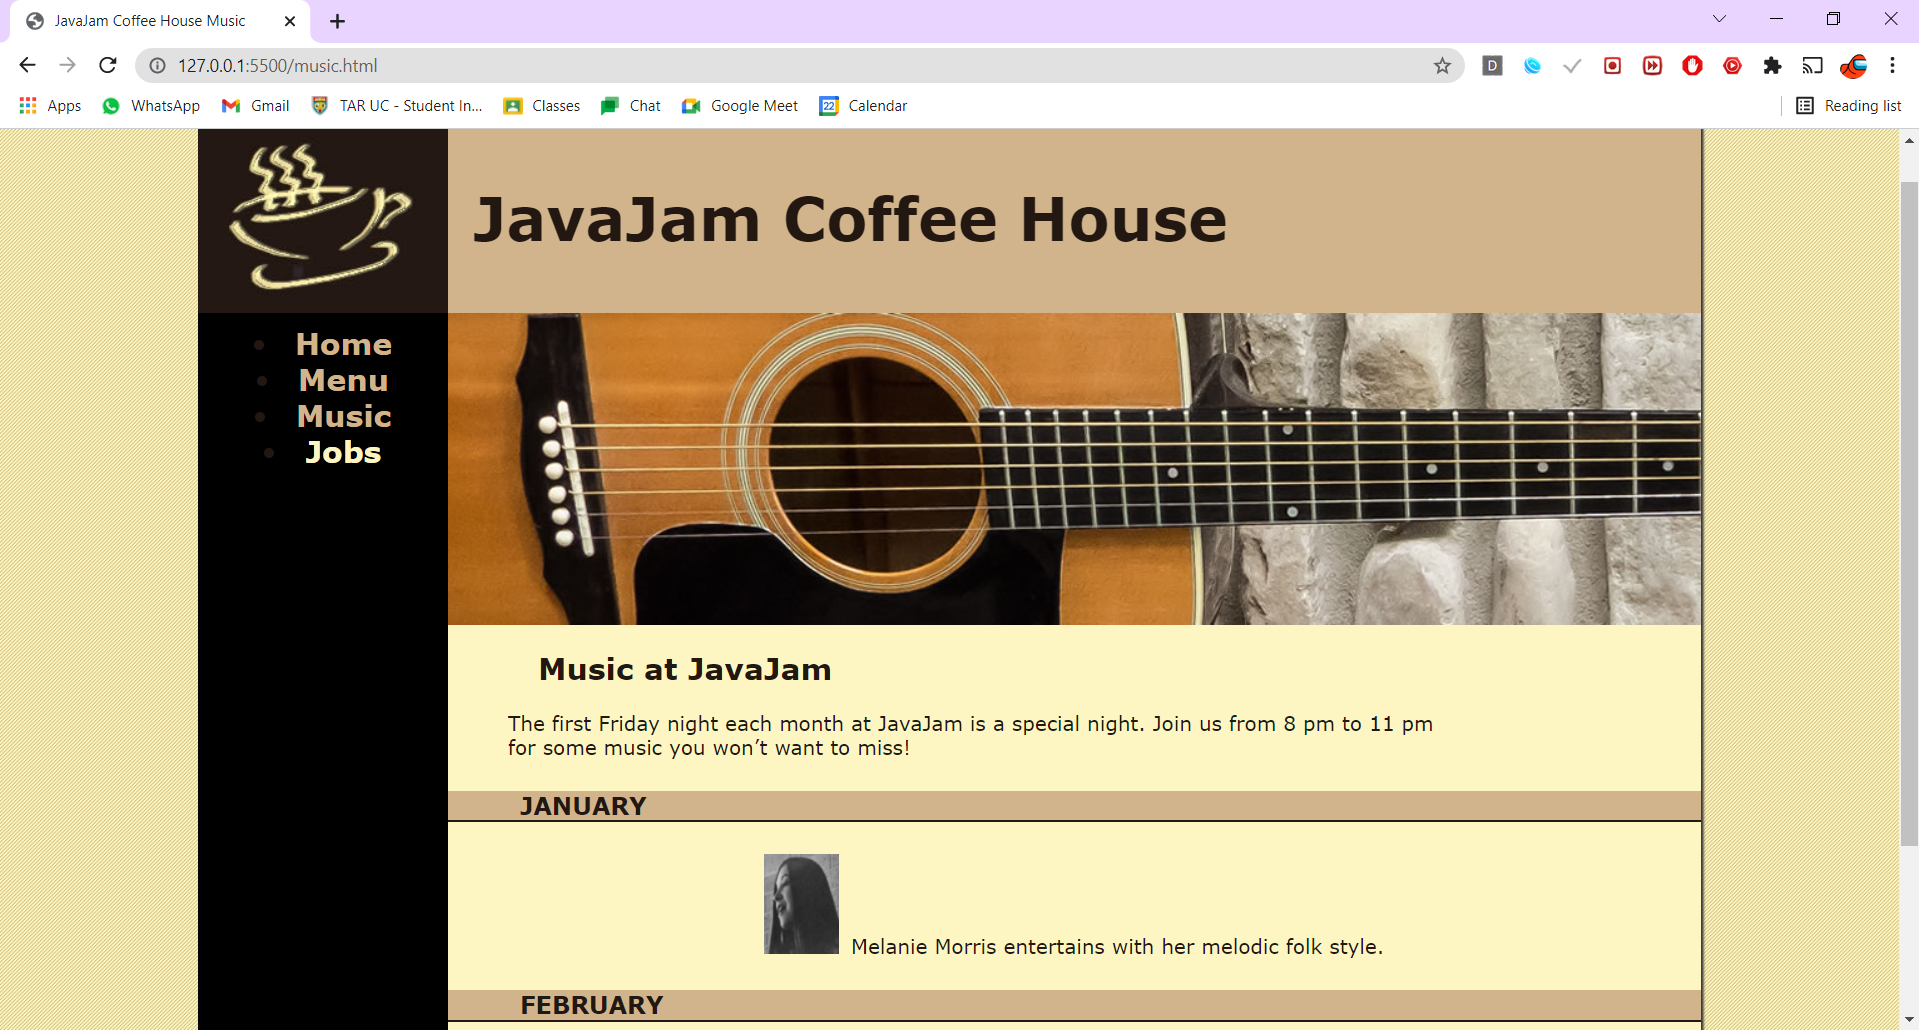 JavaJam Coffee House Music
127.0.0.1:5500/music.html
D
Apps
WhatsApp
Gmail
TAR UC - Student In...
Classes
Chat
Google Meet
22
Calendar
Reading list
JavaJam Coffee House
Home
Menu
Music
Jobs
Music at JavaJam
The first Friday night each month at JavaJam is a special night. Join us from 8 pm to 11 pm
for some music you won’t want to miss!
JANUARY
Melanie Morris entertains with her melodic folk style.
FEBRUARY